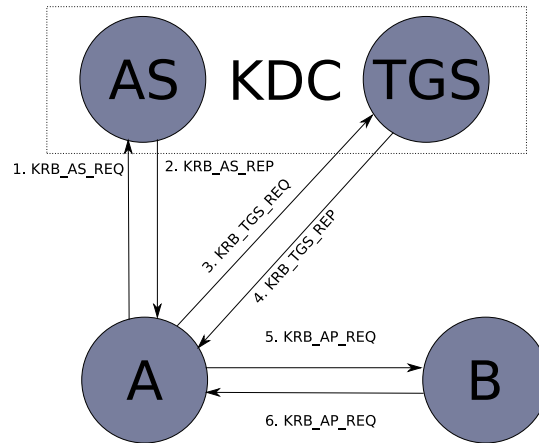 AS
KDC
TGS
1. KRB_AS_REQ
2. KRB_AS_REP
3. KRB_TGS_REQ
4. KRB_TGS_REP
5. KRB_AP_REQ
A
B
6. KRB_AP_REQ